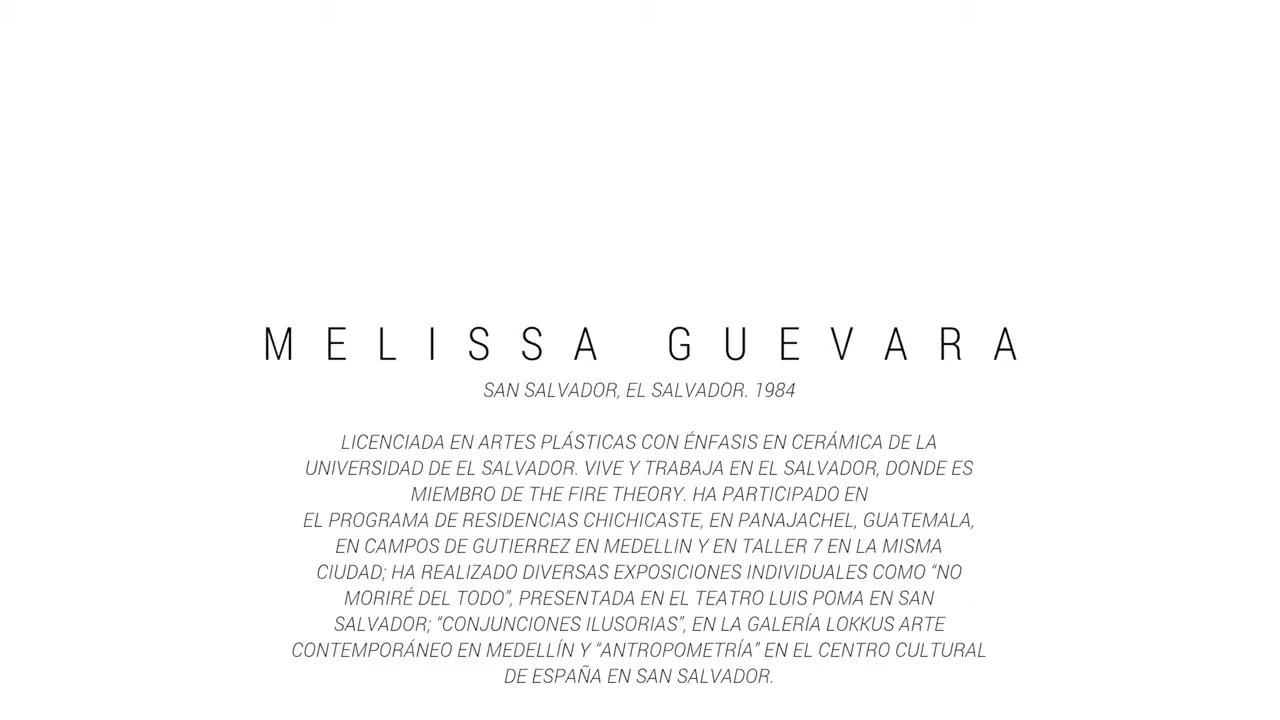 MELISSA GUEVARA
SAN SALVADOR, EL SALVADOR. 1984
LICENCIADA EN ARTES PLÁSTICAS CON ÉNFASIS EN CERÁMICA DE LA
UNIVERSIDAD DE EL SALVADOR. VIVE Y TRABAJA EN EL SALVADOR, DONDE ES
MIEMBRO DE THE FIRE THEORY. HA PARTICIPADO EN
EL PROGRAMA DE RESIDENCIAS CHICHICASTE, EN PANAJACHEL, GUATEMALA,
EN CAMPOS DE GUTIERREZ EN MEDELLIN Y EN TALLER 7 EN LA MISMA
CIUDAD; HA REALIZADO DIVERSAS EXPOSICIONES INDIVIDUALES COMO “NO
MORIRÉ DEL TODO”, PRESENTADA EN EL TEATRO LUIS POMA EN SAN
SALVADOR; “CONJUNCIONES ILUSORIAS”, EN LA GALERÍA LOKKUS ARTE
CONTEMPORÁNEO EN MEDELLÍN Y “ANTROPOMETRÍA” EN EL CENTRO CULTURAL
DE ESPAÑA EN SAN SALVADOR.